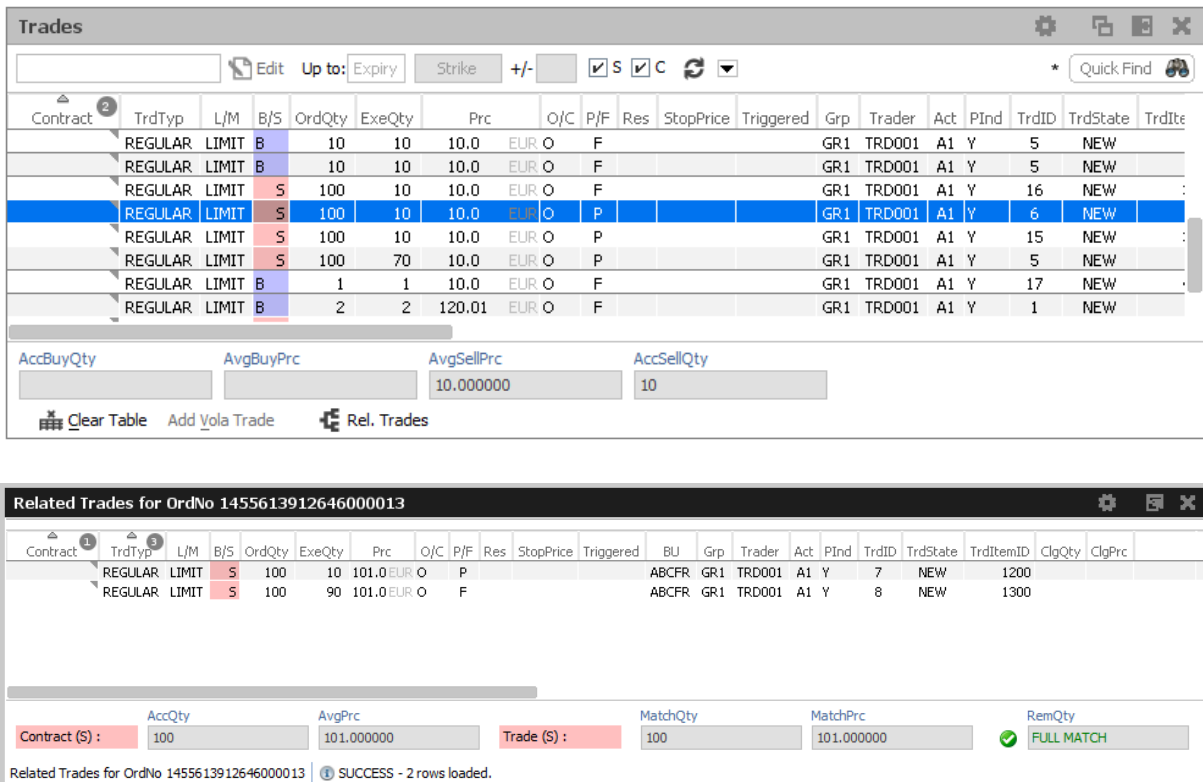 Trades
Edit Up to: Expiry Strike +/- S C * Quick Find
Contract 2 TrdTyp L/M B/S OrdQty ExeQty Prc O/C P/F Res StopPrice Triggered Grp Trader Act PInd TrdID TrdState TrdIte
REGULAR LIMIT B 10 10 10.0 EUR O F GR1 TRD001 A1 Y 5 NEW
REGULAR LIMIT B 10 10 10.0 EUR O F GR1 TRD001 A1 Y 5 NEW
REGULAR LIMIT S 100 10 10.0 EUR O F GR1 TRD001 A1 Y 16 NEW
REGULAR LIMIT S 100 10 10.0 EUR O P GR1 TRD001 A1 Y 6 NEW
REGULAR LIMIT S 100 10 10.0 EUR O P GR1 TRD001 A1 Y 15 NEW
REGULAR LIMIT S 100 70 10.0 EUR O P GR1 TRD001 A1 Y 5 NEW
REGULAR LIMIT B 1 1 10.0 EUR O F GR1 TRD001 A1 Y 17 NEW
REGULAR LIMIT B 2 2 120.01 EUR O F GR1 TRD001 A1 Y 1 NEW
AccBuyQty AvgBuyPrc AvgSellPrc AccSellQty
10.000000 10
Clear Table Add Vola Trade Rel. Trades
Related Trades for OrdNo 1455613912646000013
Contract 1 TrdTyp 3 L/M B/S OrdQty ExeQty Prc O/C P/F Res StopPrice Triggered BU Grp Trader Act PInd TrdID TrdState TrdItemID ClgQty ClgPrc
REGULAR LIMIT S 100 10 101.0 EUR O P ABCFR GR1 TRD001 A1 Y 7 NEW 1200
REGULAR LIMIT S 100 90 101.0 EUR O F ABCFR GR1 TRD001 A1 Y 8 NEW 1300
AccQty AvgPrc MatchQty MatchPrc RemQty
Contract (S) : 100 101.000000 Trade (S) : 100 101.000000 FULL MATCH
Related Trades for OrdNo 1455613912646000013 SUCCESS - 2 rows loaded.